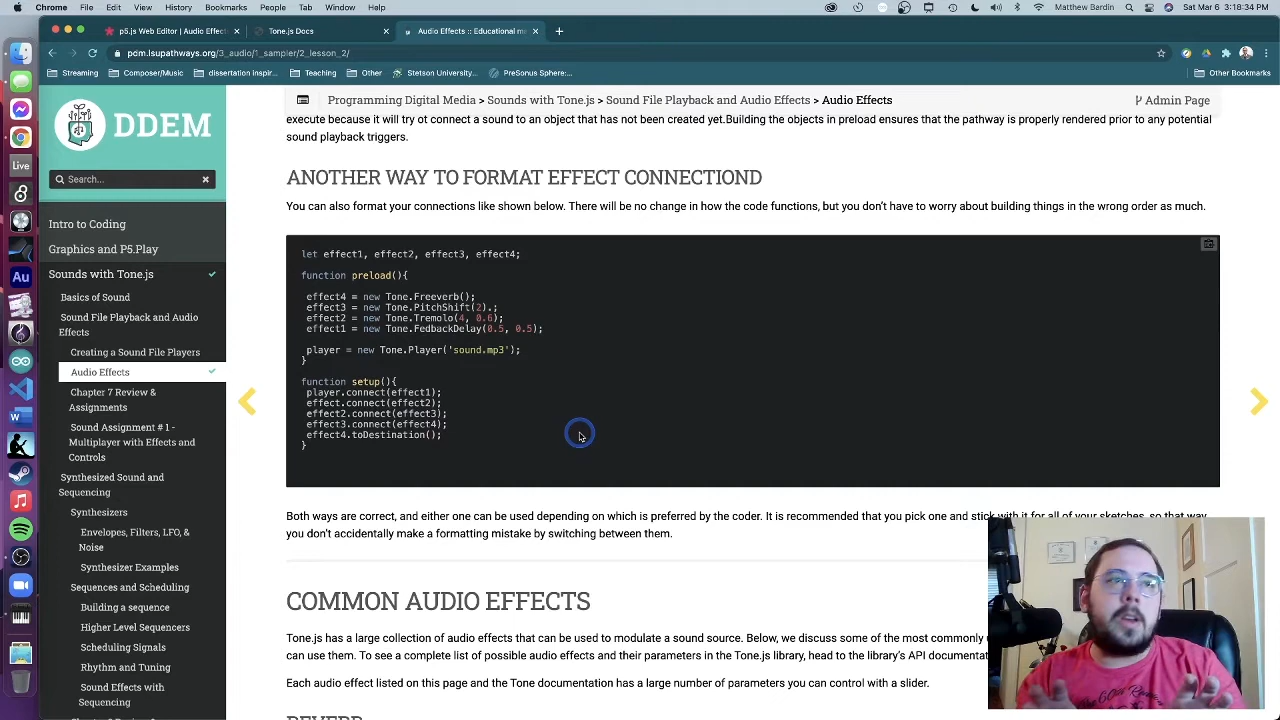 Chrome
Matthew Bardin
Sat Mar 6 3:18:34 PM
p5.js Web Editor | Audio Effect
Tone.js Docs
Audio Effects :: Educational m
pdm.lsupathways.org/3_audio/1_sampler/2_lesson_2/
Streaming
Composer/Music
dissertation inspir...
Teaching
Other
Stetson University...
PreSonus Sphere:...
Other Bookmarks
DDEM
Search...
Intro to Coding
Graphics and P5.Play
Sounds with Tone.js
Basics of Sound
Sound File Playback and Audio
Effects
Creating a Sound File Players
Audio Effects
Chapter 7 Review &
Assignments
Sound Assignment # 1 -
Multiplayer with Effects and
Controls
Synthesized Sound and
Sequencing
Synthesizers
Envelopes, Filters, LFO, &
Noise
Synthesizer Examples
Sequences and Scheduling
Building a sequence
Higher Level Sequencers
Scheduling Signals
Rhythm and Tuning
Sound Effects with
Sequencing
Live
Au
Programming Digital Media > Sounds with Tone.js > Sound File Playback and Audio Effects > Audio Effects
Admin Page
execute because it will try ot connect a sound to an object that has not been created yet.Building the objects in preload ensures that the pathway is properly rendered prior to any potential
sound playback triggers.
ANOTHER WAY TO FORMAT EFFECT CONNECTIOND
You can also format your connections like shown below. There will be no change in how the code functions, but you don't have to worry about building things in the wrong order as much.
let effect1, effect2, effect3, effect4;
function preload(){
effect4 = new Tone.Freeverb();
effect3 = new Tone.PitchShift(2).;
effect2 = new Tone.Tremolo(4, 0.6);
effect1 = new Tone.FedbackDelay(0.5, 0.5);
player = new Tone.Player('sound.mp3');
}
function setup(){
player.connect(effect1);
effect.connect(effect2);
effect2.connect(effect3);
effect3.connect(effect4);
effect4.toDestination();
}
Both ways are correct, and either one can be used depending on which is preferred by the coder. It is recommended that you pick one and stick with it for all of your sketches, so that way
you don't accidentally make a formatting mistake by switching between them.
COMMON AUDIO EFFECTS
Tone.js has a large collection of audio effects that can be used to modulate a sound source. Below, we discuss some of the most commonly
can use them. To see a complete list of possible audio effects and their parameters in the Tone.js library, head to the library's API
Each audio effect listed on this page and the Tone documentation has a large number of parameters you can control with a slider.
REVERB